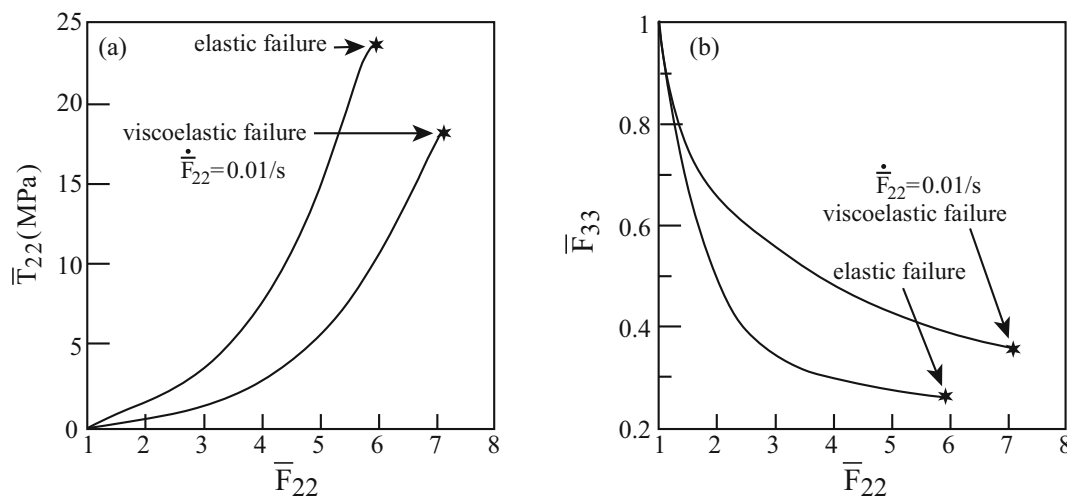 (a)
25
20
15
10
5
0
T̅22(MPa)
elastic failure
viscoelastic failure
Ḟ̅22=0.01/s
1 2 3 4 5 6 7 8
F̅22
(b)
1
0.8
0.6
0.4
0.2
F̅33
Ḟ̅22=0.01/s
viscoelastic failure
elastic failure
1 2 3 4 5 6 7 8
F̅22